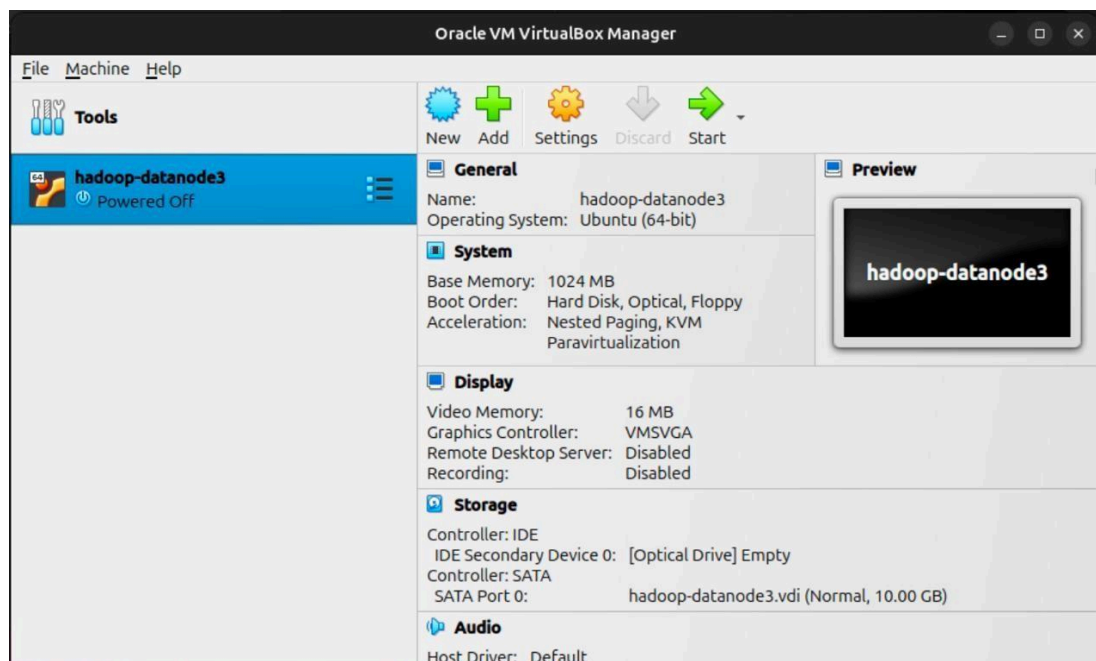 Oracle VM VirtualBox Manager
File Machine Help
Tools
New Add Settings Discard Start
64
hadoop-datanode3
Powered Off
General
Name: hadoop-datanode3
Operating System: Ubuntu (64-bit)
Preview
hadoop-datanode3
System
Base Memory: 1024 MB
Boot Order: Hard Disk, Optical, Floppy
Acceleration: Nested Paging, KVM
Paravirtualization
Display
Video Memory: 16 MB
Graphics Controller: VMSVGA
Remote Desktop Server: Disabled
Recording: Disabled
Storage
Controller: IDE
IDE Secondary Device 0: [Optical Drive] Empty
Controller: SATA
SATA Port 0: hadoop-datanode3.vdi (Normal, 10.00 GB)
Audio
Host Driver: Default